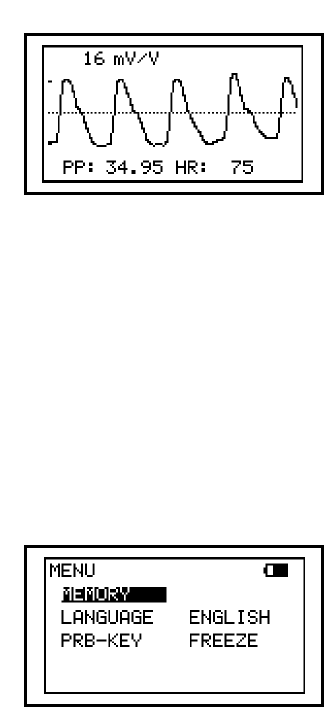 16 mV/V
PP: 34.95 HR: 75
MENU
MEMORY
LANGUAGE ENGLISH
PRB-KEY FREEZE